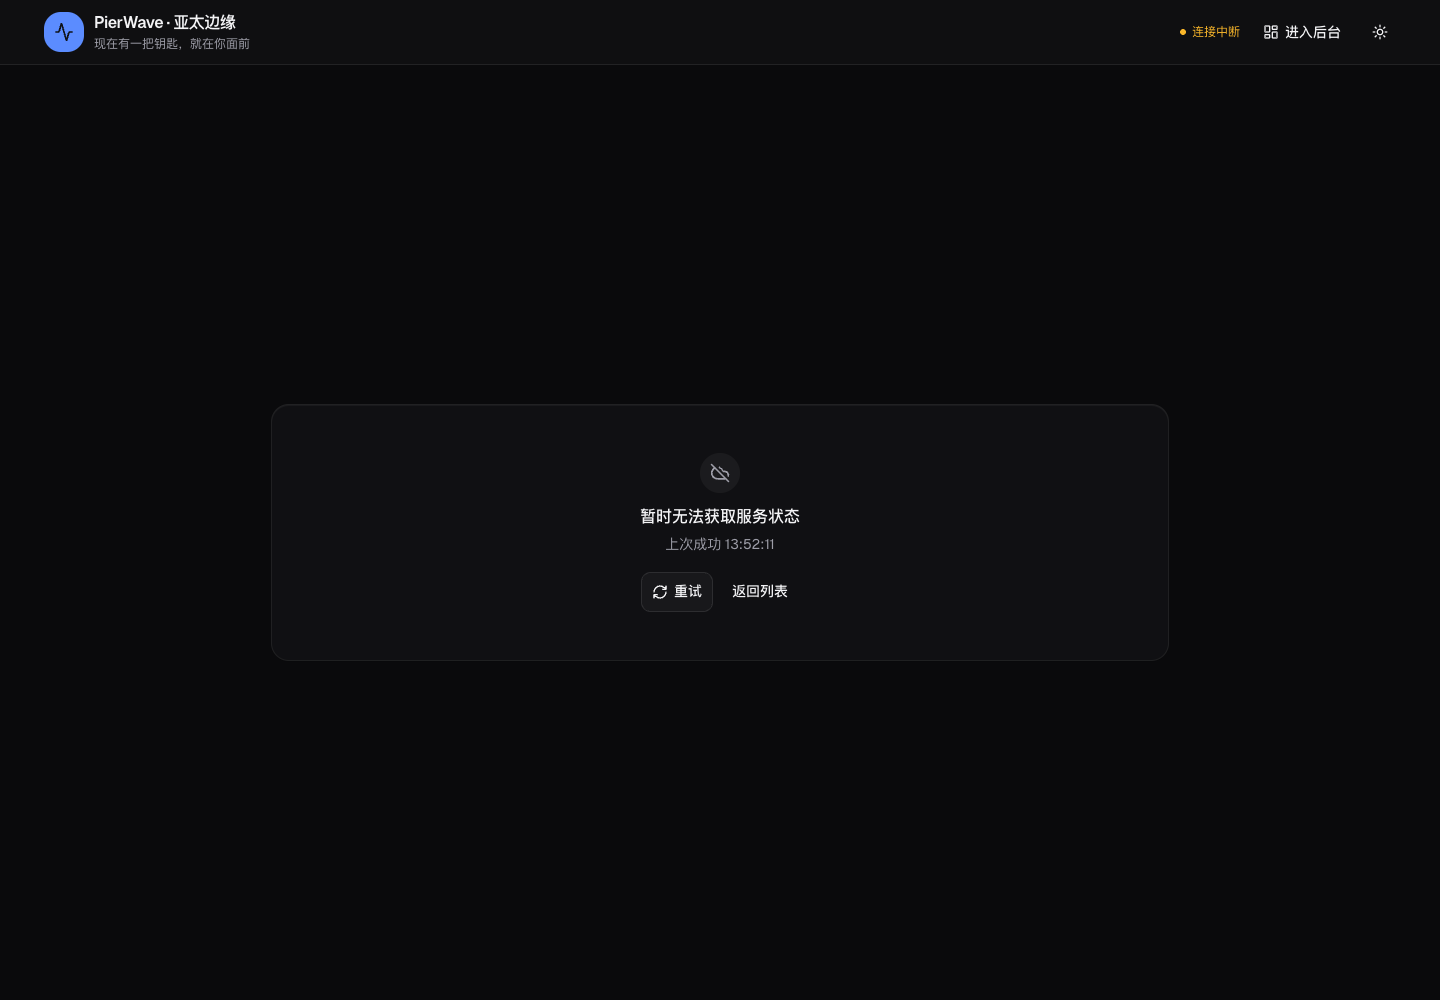 PierWave · 亚太边缘
现在有一把钥匙，就在你面前
连接中断
进入后台
暂时无法获取服务状态
上次成功 13:52:11
重试
返回列表